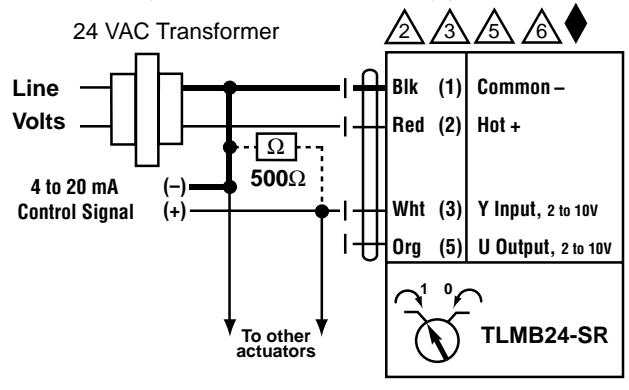 24 VAC Transformer
2 3 5 6
Line
Volts
Blk (1) Common –
Red (2) Hot +
Ω
500Ω
4 to 20 mA (–)
Control Signal (+)
Wht (3) Y Input, 2 to 10V
Org (5) U Output, 2 to 10V
1 0
To other
actuators
TLMB24-SR